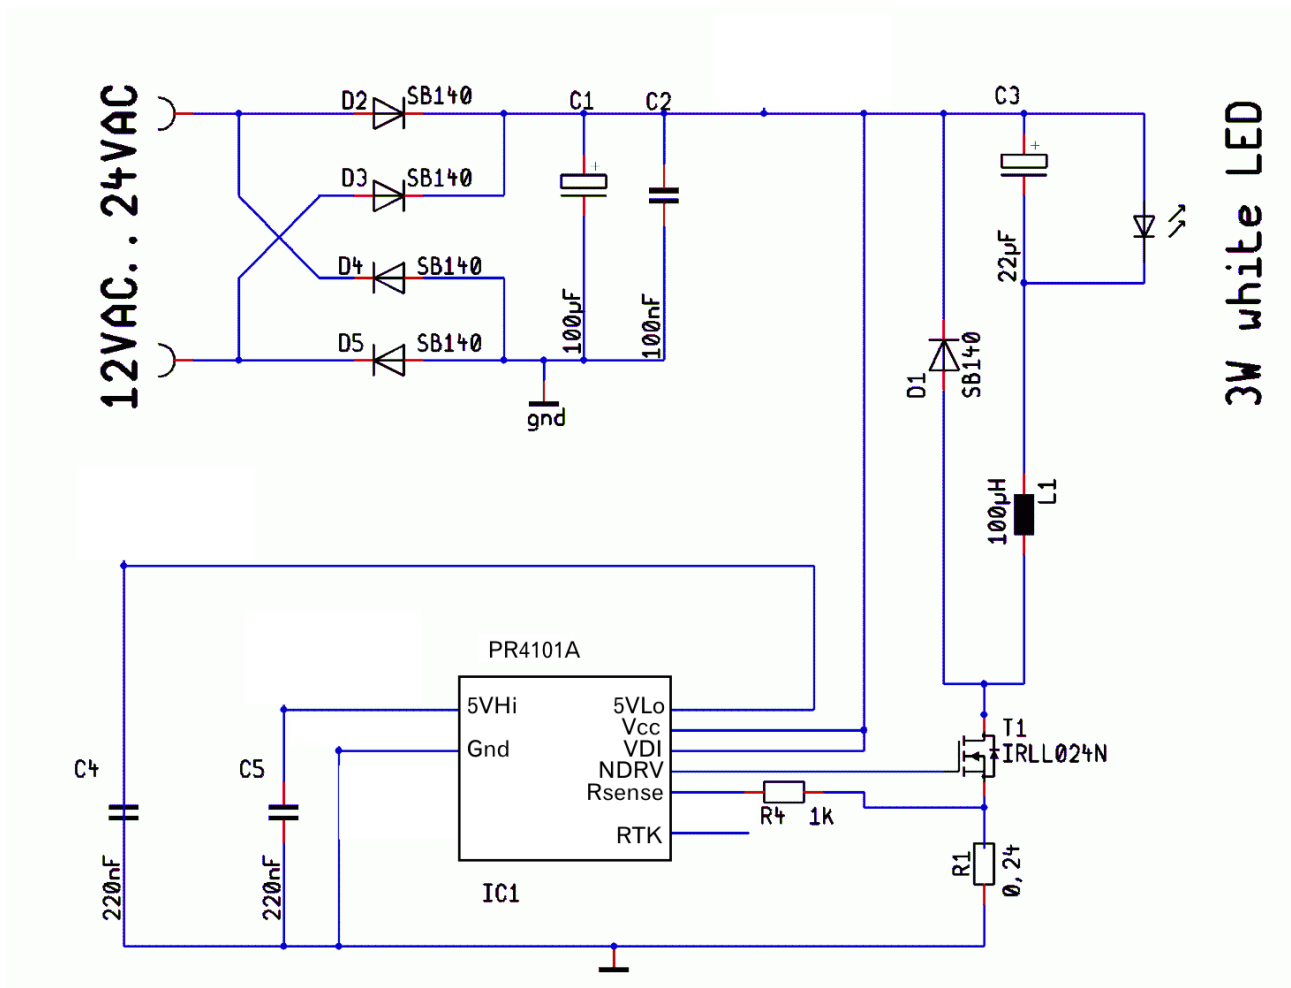 12VAC..24VAC
D2
SB140
C1
C2
C3
+
+
D3
SB140
D4
SB140
D5
SB140
100µF
100nF
gnd
22µF
3W white LED
D1
SB140
100µH
L1
PR4101A
5VHi
Gnd
5VLo
Vcc
VDI
NDRV
Rsense
RTK
IC1
T1
IRLL024N
R4
1K
R1
0,24
C4
220nF
C5
220nF